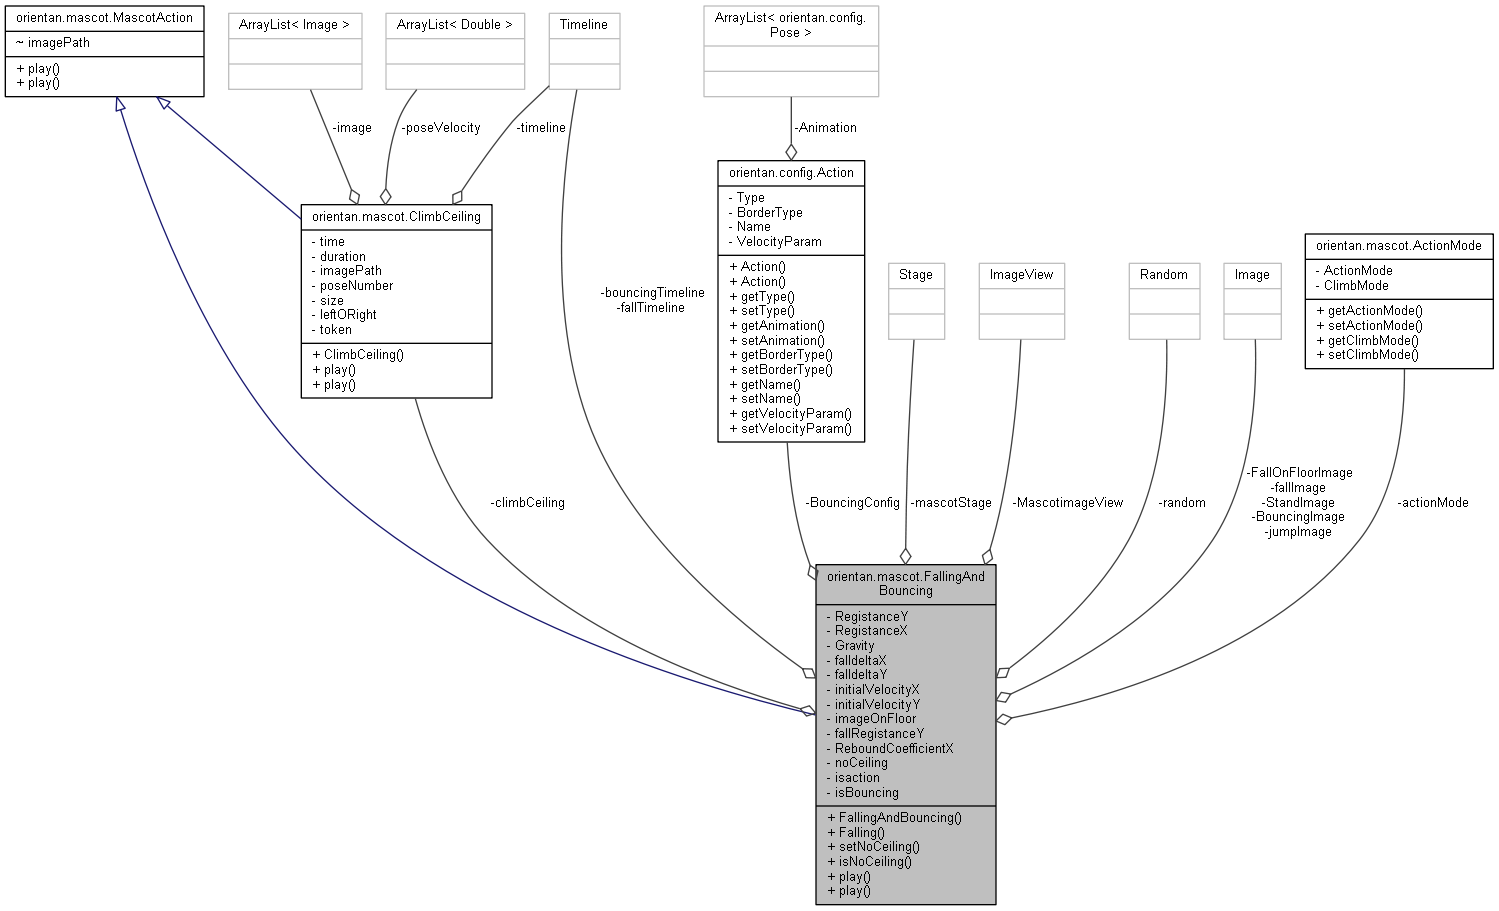 orientan.mascot.MascotAction
~ imagePath
+ play()
+ play()
ArrayList< Image >
ArrayList< Double >
Timeline
ArrayList< orientan.config.
Pose >
-image
-poseVelocity
-timeline
-Animation
orientan.mascot.ClimbCeiling
- time
- duration
- imagePath
- poseNumber
- size
- leftORight
- token
+ ClimbCeiling()
+ play()
+ play()
-bouncingTimeline
-fallTimeline
orientan.config.Action
- Type
- BorderType
- Name
- VelocityParam
+ Action()
+ Action()
+ getType()
+ setType()
+ getAnimation()
+ setAnimation()
+ getBorderType()
+ setBorderType()
+ getName()
+ setName()
+ getVelocityParam()
+ setVelocityParam()
Stage
ImageView
Random
Image
orientan.mascot.ActionMode
- ActionMode
- ClimbMode
+ getActionMode()
+ setActionMode()
+ getClimbMode()
+ setClimbMode()
-climbCeiling
-BouncingConfig
-mascotStage
-MascotimageView
-random
-FallOnFloorImage
-fallImage
-StandImage
-BouncingImage
-jumpImage
-actionMode
orientan.mascot.FallingAnd
Bouncing
- RegistanceY
- RegistanceX
- Gravity
- falldeltaX
- falldeltaY
- initialVelocityX
- initialVelocityY
- imageOnFloor
- fallRegistanceY
- ReboundCoefficientX
- noCeiling
- isaction
- isBouncing
+ FallingAndBouncing()
+ Falling()
+ setNoCeiling()
+ isNoCeiling()
+ play()
+ play()